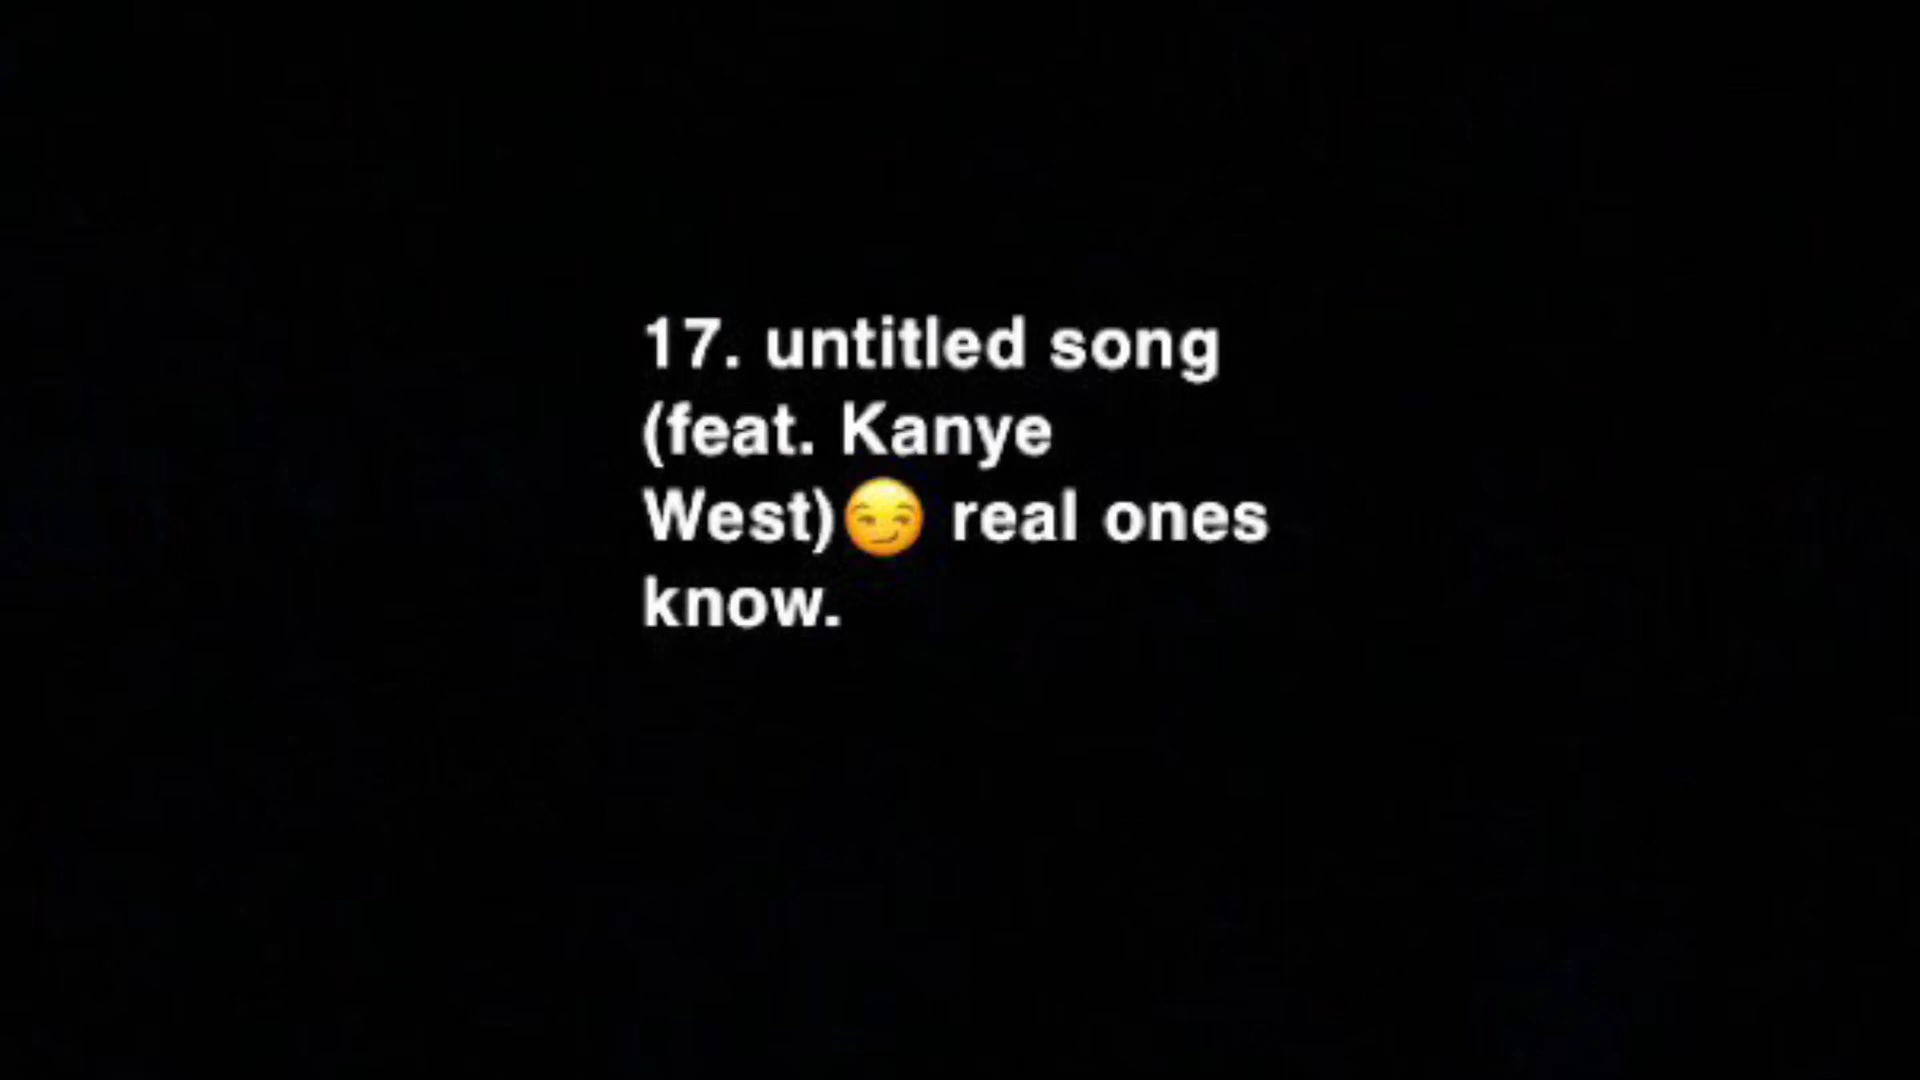 17. untitled song
(feat. Kanye
West)😏 real ones
know.